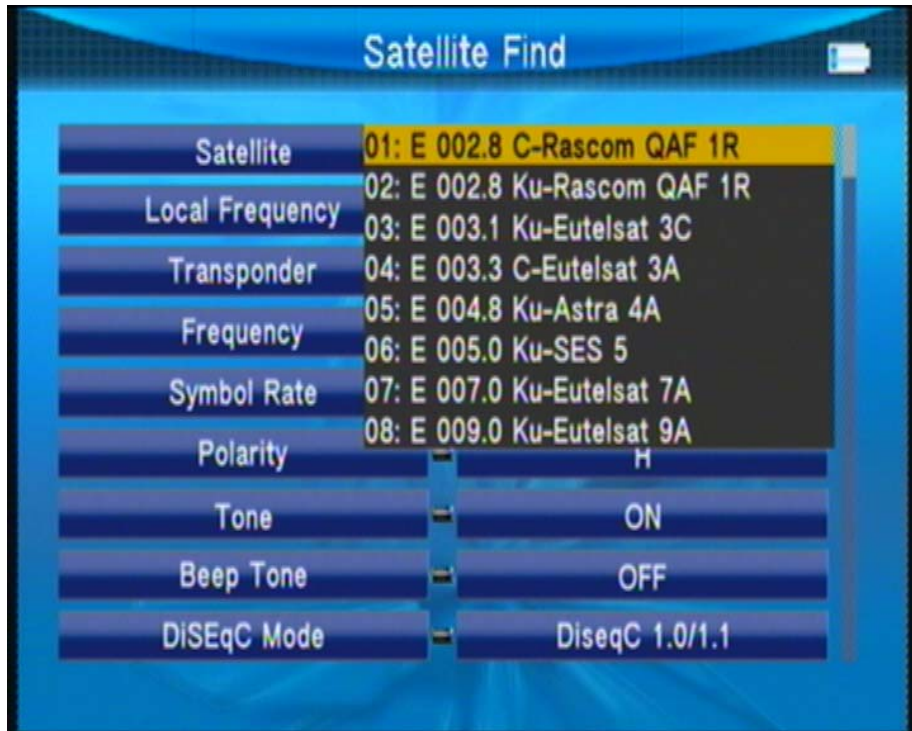 Satellite Find
Satellite
01: E 002.8 C-Rascom QAF 1R
02: E 002.8 Ku-Rascom QAF 1R
Local Frequency
03: E 003.1 Ku-Eutelsat 3C
Transponder
04: E 003.3 C-Eutelsat 3A
05: E 004.8 Ku-Astra 4A
Frequency
06: E 005.0 Ku-SES 5
Symbol Rate
07: E 007.0 Ku-Eutelsat 7A
08: E 009.0 Ku-Eutelsat 9A
Polarity H
Tone ON
Beep Tone OFF
DiSEqC Mode DiseqC 1.0/1.1